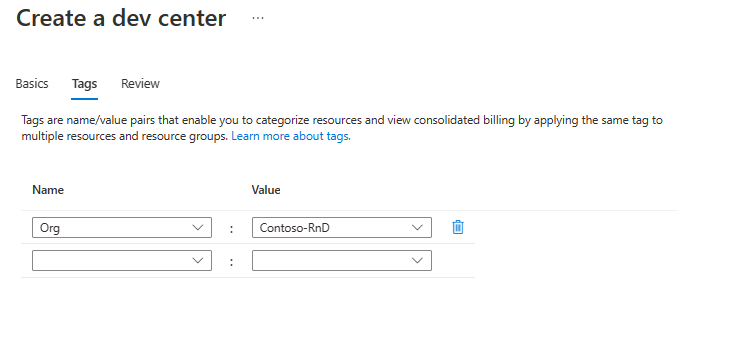 Create a dev center ...
Basics Tags Review
Tags are name/value pairs that enable you to categorize resources and view consolidated billing by applying the same tag to
multiple resources and resource groups. Learn more about tags.
Name Value
Org : Contoso-RnD
: